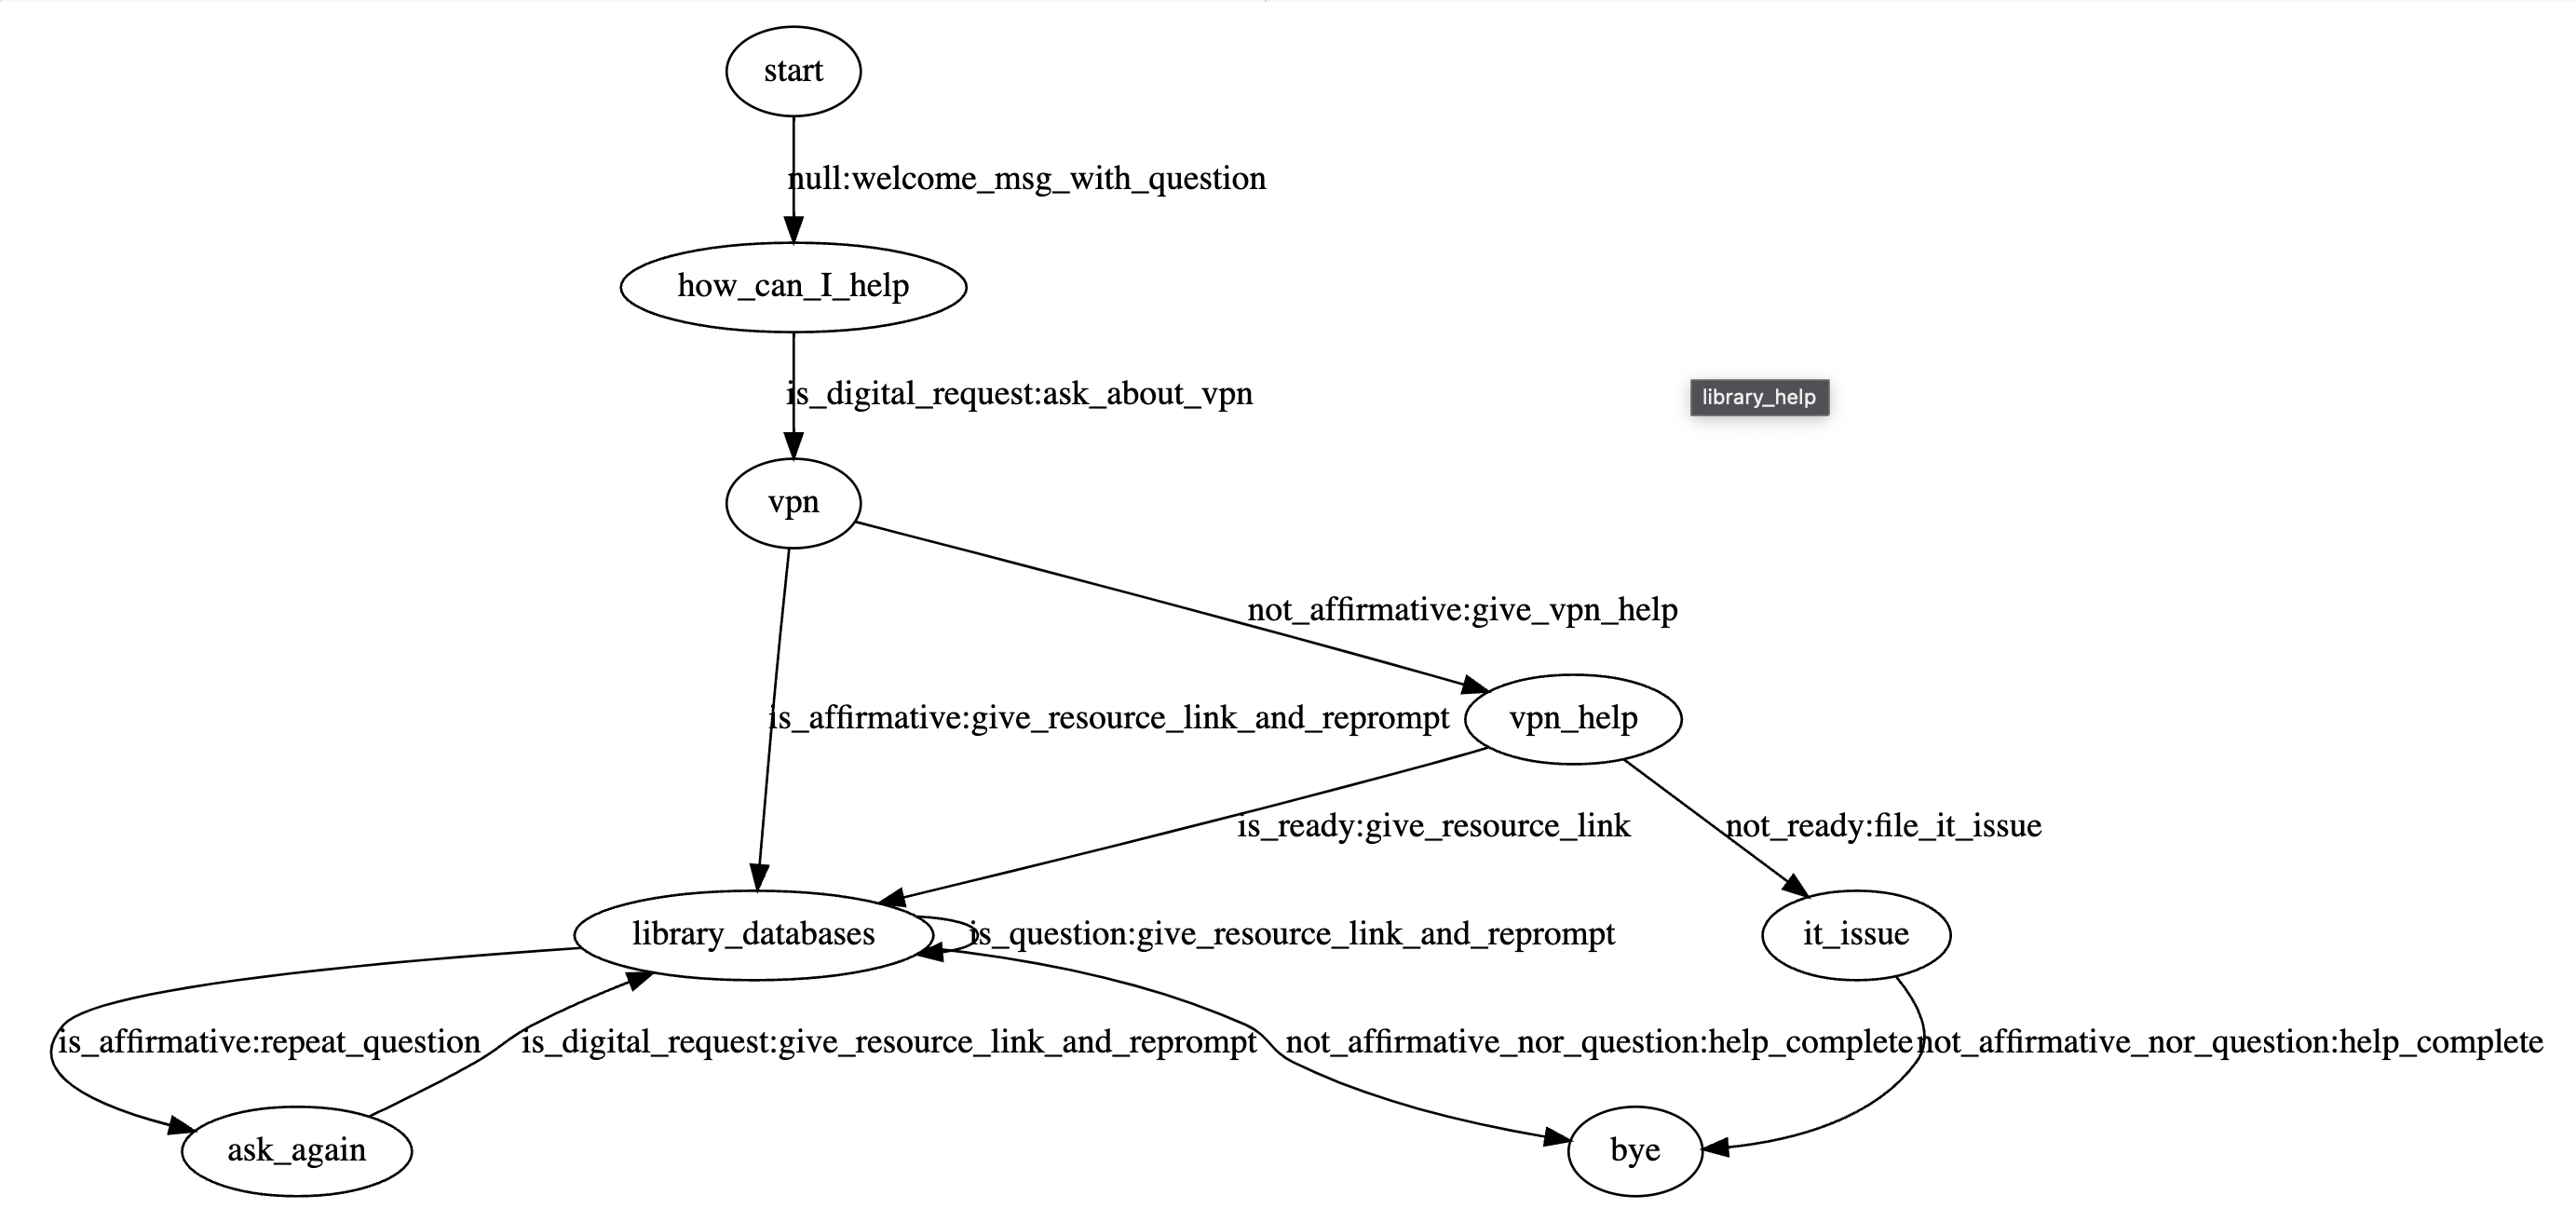 start
null:welcome_msg_with_question
how_can_I_help
is_digital_request:ask_about_vpn
library_help
vpn
not_affirmative:give_vpn_help
is_affirmative:give_resource_link_and_reprompt
vpn_help
is_ready:give_resource_link
not_ready:file_it_issue
library_databases
is_question:give_resource_link_and_reprompt
it_issue
is_affirmative:repeat_question
is_digital_request:give_resource_link_and_reprompt
not_affirmative_nor_question:help_complete
not_affirmative_nor_question:help_complete
ask_again
bye